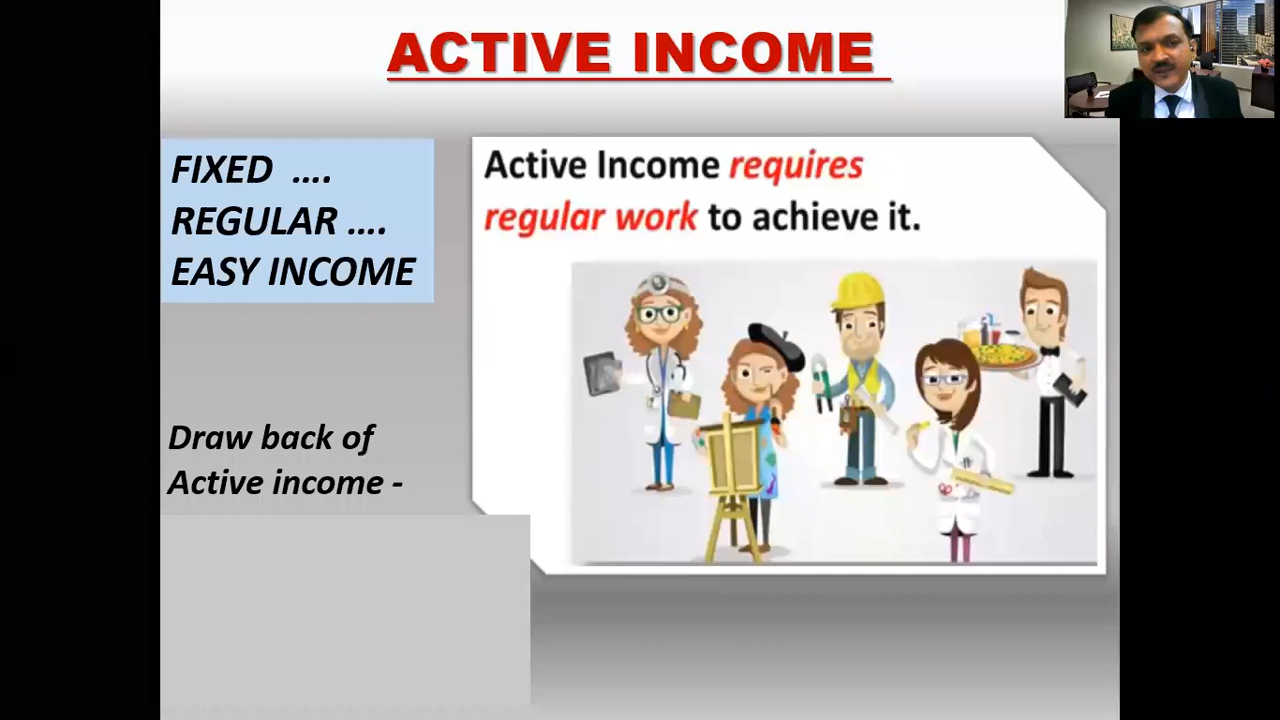 ACTIVE INCOME
FIXED ....
REGULAR ....
EASY INCOME
Active Income requires
regular work to achieve it.
Draw back of
Active income -